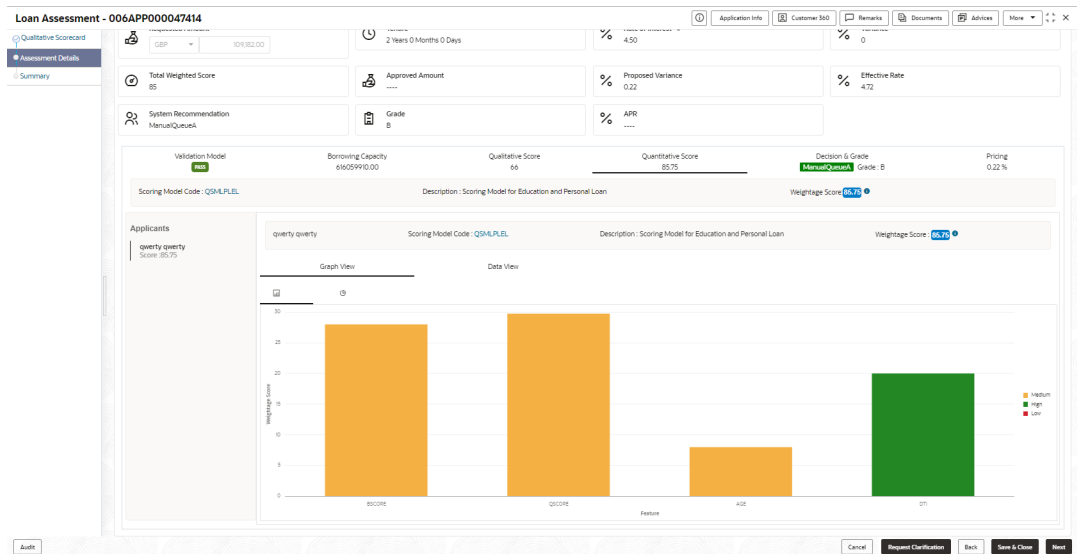 Loan Assessment - 006APP000047414
Application Info
Customer 360
Remarks
Documents
Advices
More
Qualitative Scorecard
Assessment Details
Summary
Requested Amount
GBP
109,182.00
Tenure
2 Years 0 Months 0 Days
Rate of Interest
4.50
Variance
0
Total Weighted Score
85
Approved Amount
----
Proposed Variance
0.22
Effective Rate
4.72
System Recommendation
ManualQueueA
Grade
B
APR
----
Validation Model
PASS
Borrowing Capacity
616059910.00
Qualitative Score
66
Quantitative Score
85.75
Decision & Grade
ManualQueueA Grade : B
Pricing
0.22 %
Scoring Model Code : QSMLPLEL
Description : Scoring Model for Education and Personal Loan
Weightage Score: 85.75
Applicants
qwerty qwerty
Score :85.75
qwerty qwerty
Scoring Model Code : QSMLPLEL
Description : Scoring Model for Education and Personal Loan
Weightage Score : 85.75
Graph View
Data View
30
25
20
15
10
5
0
Weightage Score
BSCORE
QSCORE
AGE
DTI
Feature
Medium
High
Low
Audit
Cancel
Request Clarification
Back
Save & Close
Next